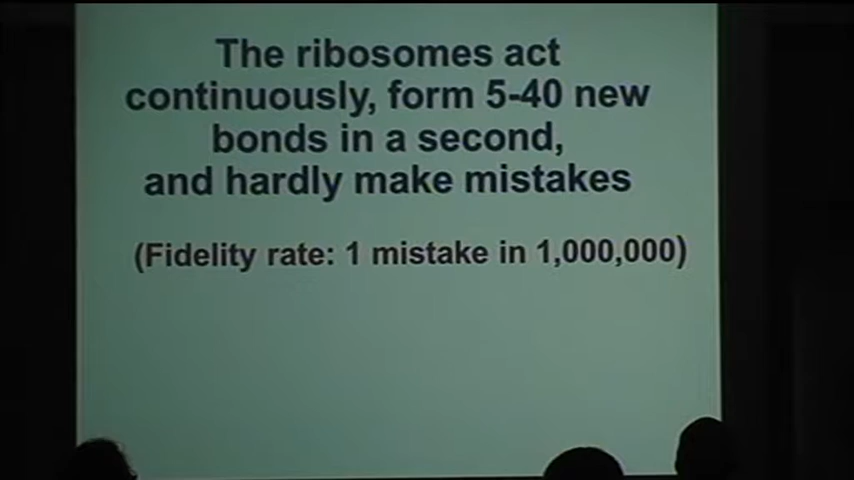 The ribosomes act
continuously, form 5-40 new
bonds in a second,
and hardly make mistakes
(Fidelity rate: 1 mistake in 1,000,000)